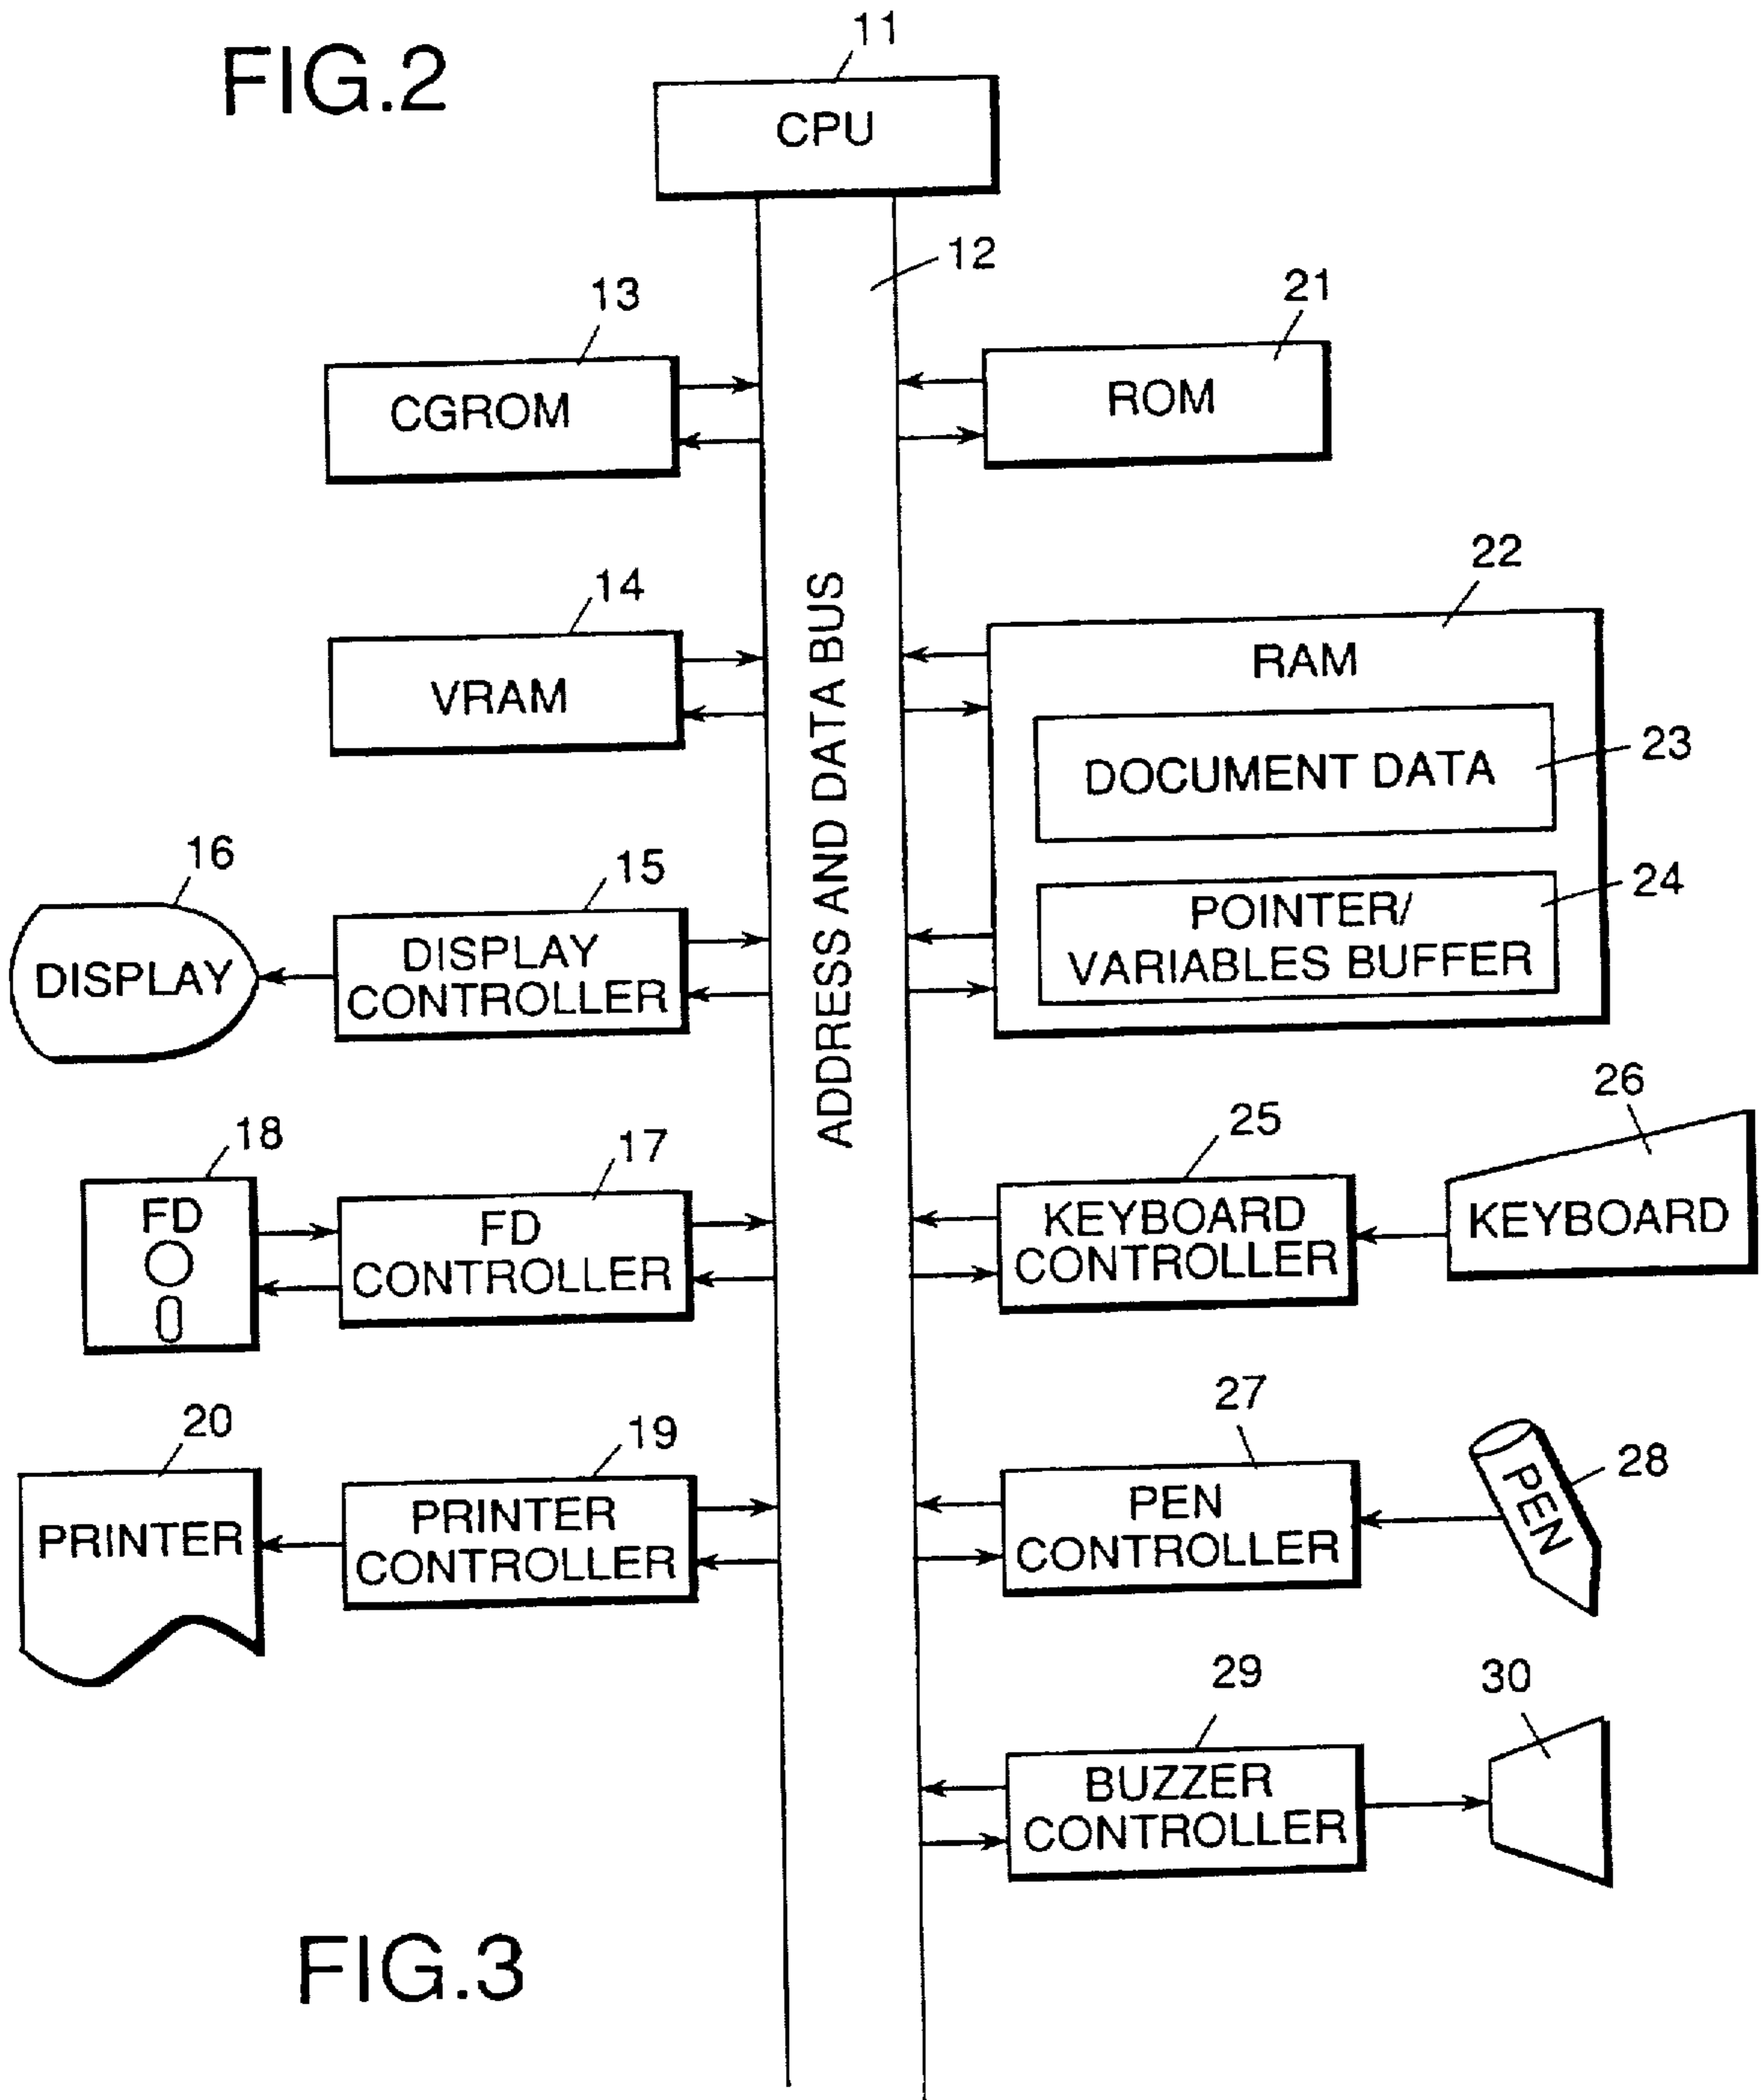 FIG.2
11
CPU
12
13
CGROM
21
ROM
14
VRAM
22
RAM
DOCUMENT DATA
23
POINTER/
VARIABLES BUFFER
24
ADDRESS AND DATA BUS
16
DISPLAY
15
DISPLAY
CONTROLLER
18
FD
17
FD
CONTROLLER
25
KEYBOARD
CONTROLLER
26
KEYBOARD
20
PRINTER
19
PRINTER
CONTROLLER
27
PEN
CONTROLLER
28
PEN
29
BUZZER
CONTROLLER
30
FIG.3